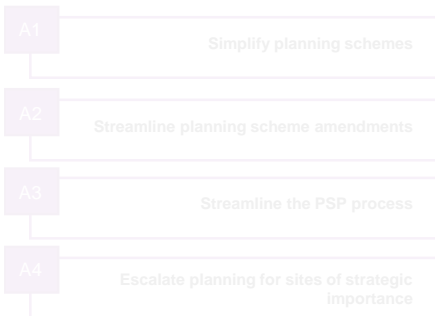 A1
Simplify planning schemes
A2
Streamline planning scheme amendments
A3
Streamline the PSP process
A4
Escalate planning for sites of strategic
importance